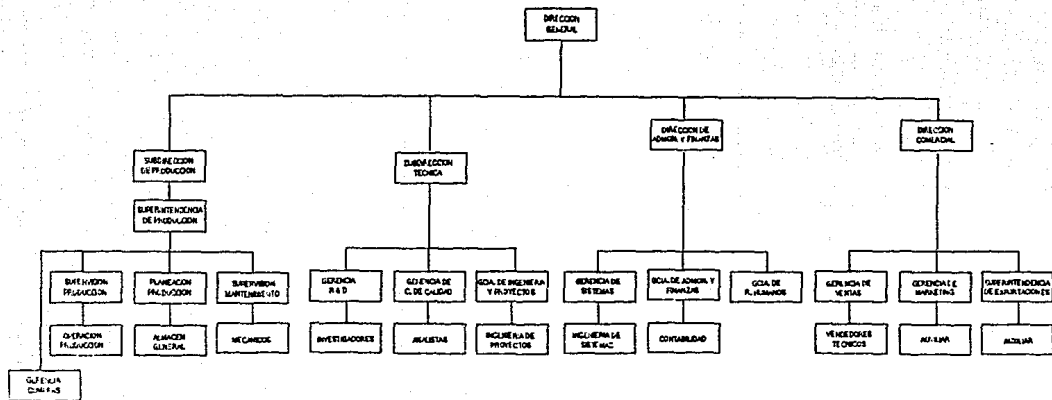 DIRECCION
GENERAL
DIRECCION DE
ADMON. Y FINANZAS
DIRECCION
COMERCIAL
SUBDIRECCION
DE PRODUCCION
SUBDIRECCION
TECNICA
SUPERINTENDENCIA
DE PRODUCCION
SUPERVISION
PRODUCCION
PLANEACION
PRODUCCION
SUPERVISION
MANTENIMIENTO
GERENCIA
R & D
GERENCIA DE
C. DE CALIDAD
GCIA. DE INGENIERIA
Y PROYECTOS
GERENCIA DE
SISTEMAS
GCIA. DE ADMON. Y
FINANZAS
GCIA. DE
R. HUMANOS
GERENCIA DE
VENTAS
GERENCIA DE
MARKETING
SUPERINTENDENCIA
DE EXPORTACIONES
OPERACION
PRODUCCION
ALMACEN
GENERAL
MECANICOS
INVESTIGADORES
ANALISTAS
INGENIERIA DE
PROYECTOS
INGENIERIA DE
SISTEMAS
CONTABILIDAD
VENDEDORES
TECNICOS
AUXILIAR
AUXILIAR
GERENCIA
COMPRAS